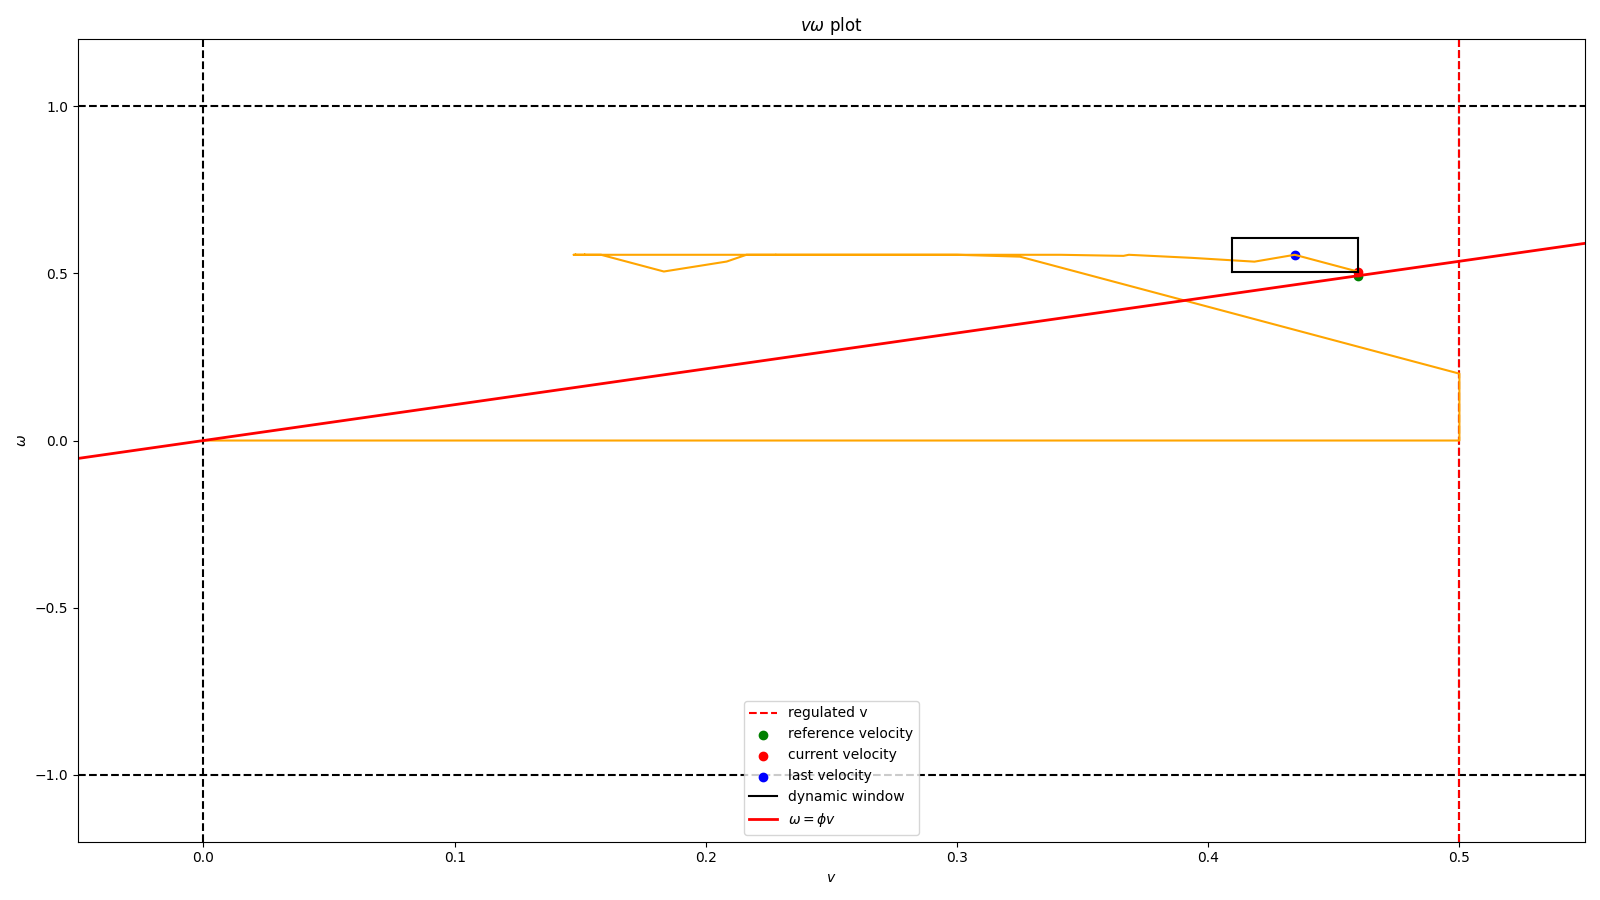 vω plot
1.0
0.5
0.0
−0.5
−1.0
ω
0.0 0.1 0.2 0.3 0.4 0.5
v
regulated v
reference velocity
current velocity
last velocity
dynamic window
ω = ϕv